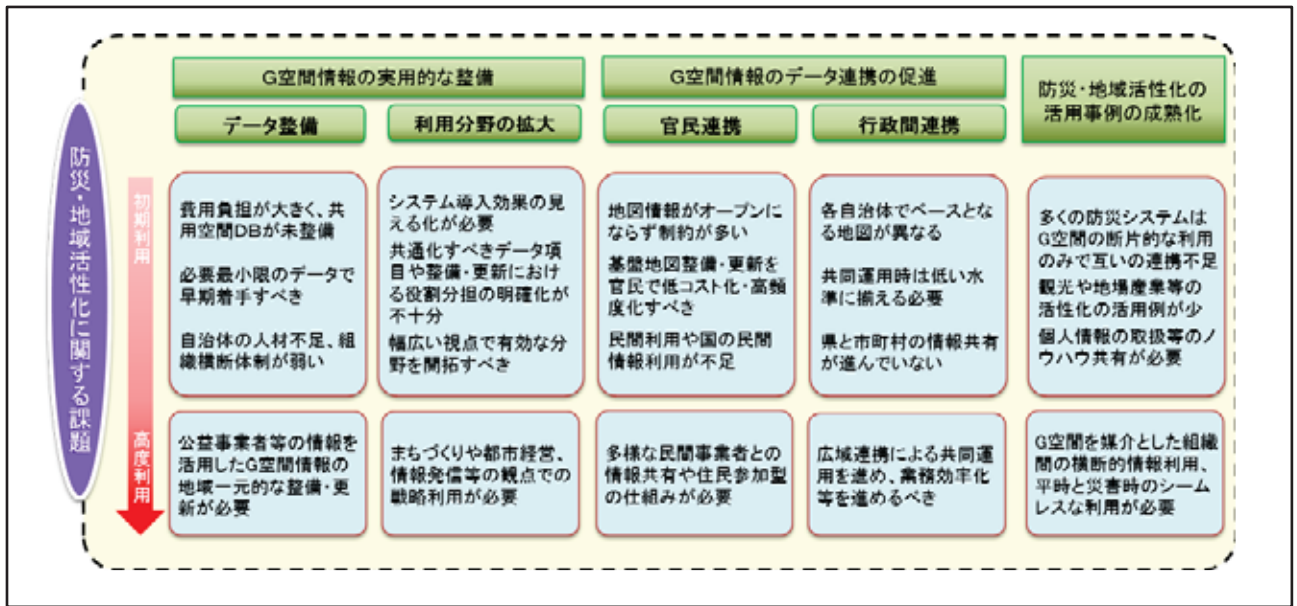 防災・地域活性化に関する課題
初期利用
高度利用
G空間情報の実用的な整備
G空間情報のデータ連携の促進
防災・地域活性化の
活用事例の成熟化
データ整備
利用分野の拡大
官民連携
行政間連携
費用負担が大きく、共
用空間DBが未整備
必要最小限のデータで
早期着手すべき
自治体の人材不足、組
織横断体制が弱い
システム導入効果の見
える化が必要
共通化すべきデータ項
目や整備・更新における
役割分担の明確化が
不十分
幅広い視点で有効な分
野を開拓すべき
地図情報がオープンに
ならず制約が多い
基盤地図整備・更新を
官民で低コスト化・高頻
度化すべき
民間利用や国の民間
情報利用が不足
各自治体でベースとな
る地図が異なる
共同運用時は低い水
準に揃える必要
県と市町村の情報共有
が進んでいない
多くの防災システムは
G空間の断片的な利用
のみで互いの連携不足
観光や地場産業等の
活性化の活用例が少
個人情報の取扱等のノ
ウハウ共有が必要
公益事業者等の情報を
活用したG空間情報の
地域一元的な整備・更
新が必要
まちづくりや都市経営、
情報発信等の観点での
戦略利用が必要
多様な民間事業者との
情報共有や住民参加型
の仕組みが必要
広域連携による共同運
用を進め、業務効率化
等を進めるべき
G空間を媒介とした組織
間の横断的情報利用、
平時と災害時のシーム
レスな利用が必要